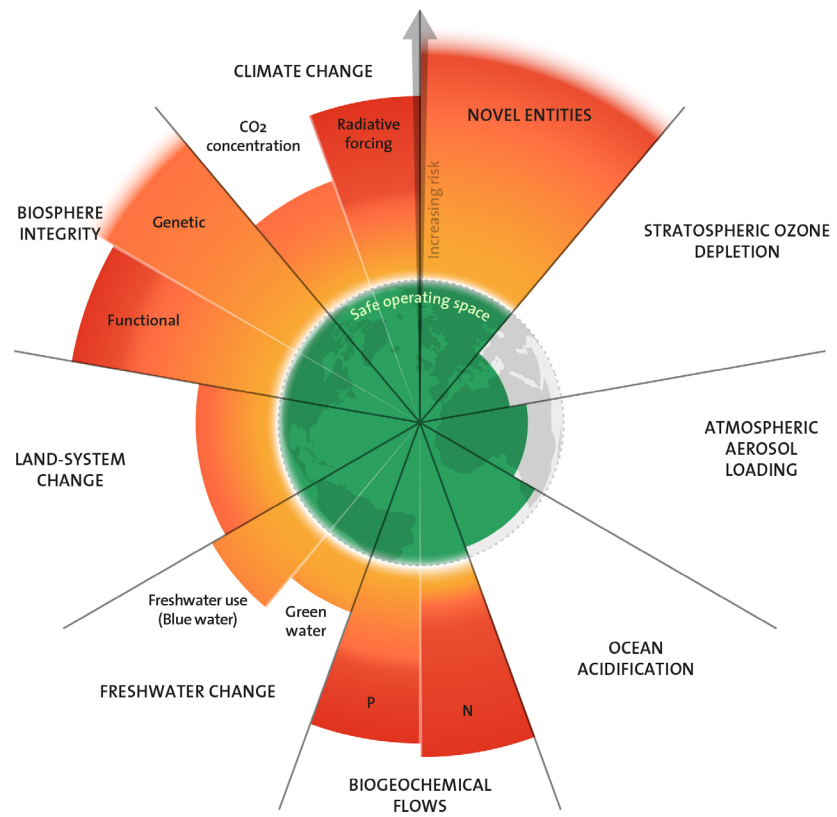 CLIMATE CHANGE
CO2
concentration
Radiative
forcing
NOVEL ENTITIES
Increasing risk
STRATOSPHERIC OZONE
DEPLETION
BIOSPHERE
INTEGRITY
Genetic
Functional
Safe operating space
ATMOSPHERIC
AEROSOL
LOADING
LAND-SYSTEM
CHANGE
Freshwater use
(Blue water)
Green
water
FRESHWATER CHANGE
P
N
OCEAN
ACIDIFICATION
BIOGEOCHEMICAL
FLOWS